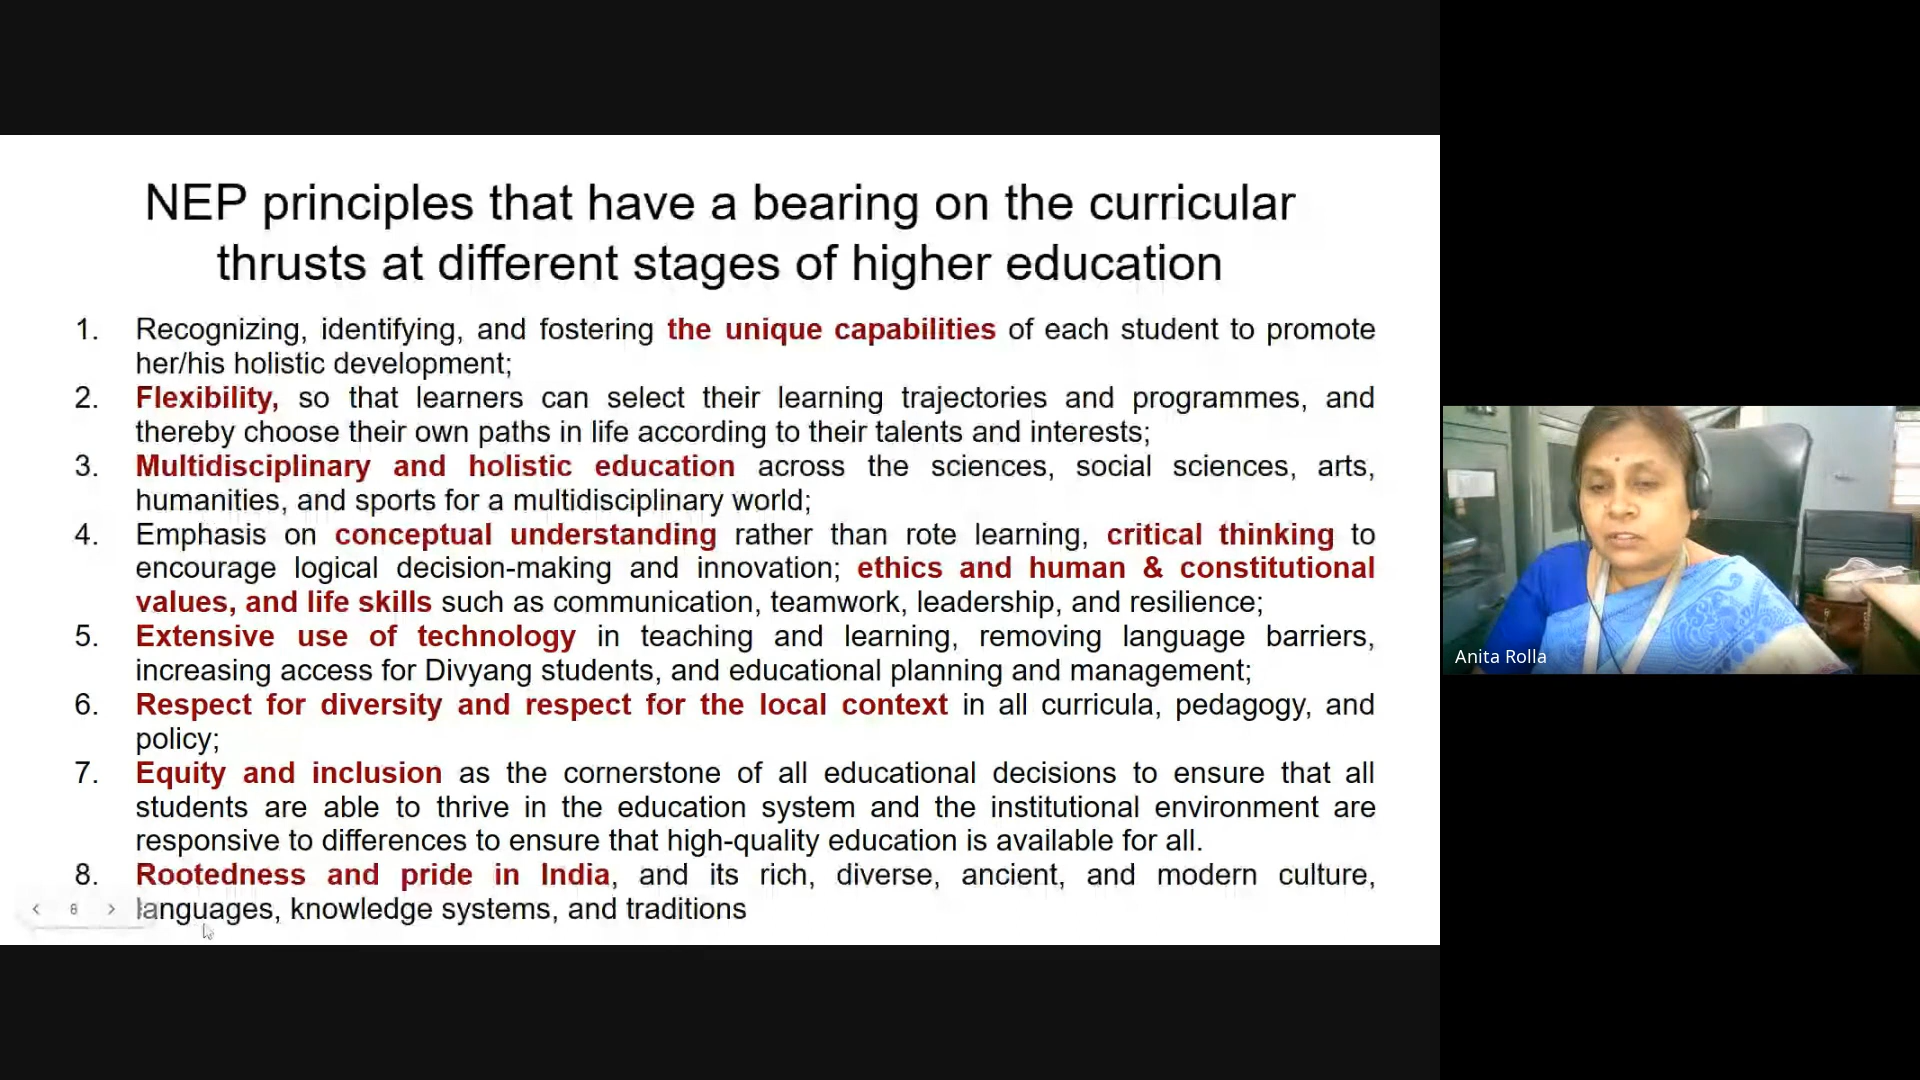 NEP principles that have a bearing on the curricular
thrusts at different stages of higher education
1. Recognizing, identifying, and fostering the unique capabilities of each student to promote
her/his holistic development;
2. Flexibility, so that learners can select their learning trajectories and programmes, and
thereby choose their own paths in life according to their talents and interests;
3. Multidisciplinary and holistic education across the sciences, social sciences, arts,
humanities, and sports for a multidisciplinary world;
4. Emphasis on conceptual understanding rather than rote learning, critical thinking to
encourage logical decision-making and innovation; ethics and human & constitutional
values, and life skills such as communication, teamwork, leadership, and resilience;
5. Extensive use of technology in teaching and learning, removing language barriers,
increasing access for Divyang students, and educational planning and management;
6. Respect for diversity and respect for the local context in all curricula, pedagogy, and
policy;
7. Equity and inclusion as the cornerstone of all educational decisions to ensure that all
students are able to thrive in the education system and the institutional environment are
responsive to differences to ensure that high-quality education is available for all.
8. Rootedness and pride in India, and its rich, diverse, ancient, and modern culture,
languages, knowledge systems, and traditions
8
Anita Rolla